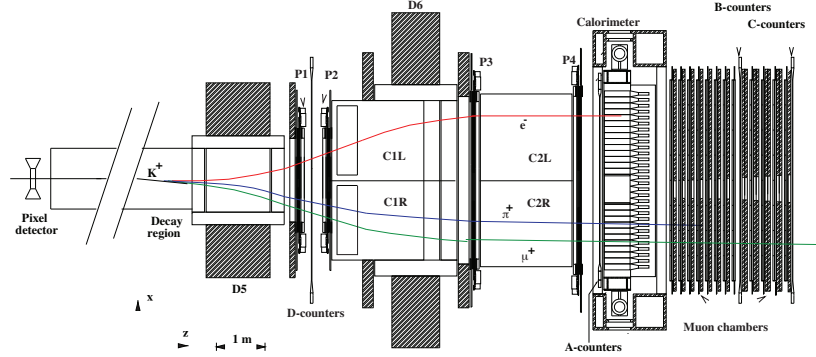 D6
B-counters
Calorimeter
C-counters
P1
P2
P3
P4
e-
C1L
C2L
K+
C1R
C2R
π+
Pixel
detector
Decay
region
μ+
D5
x
D-counters
z
1 m
Muon chambers
A-counters